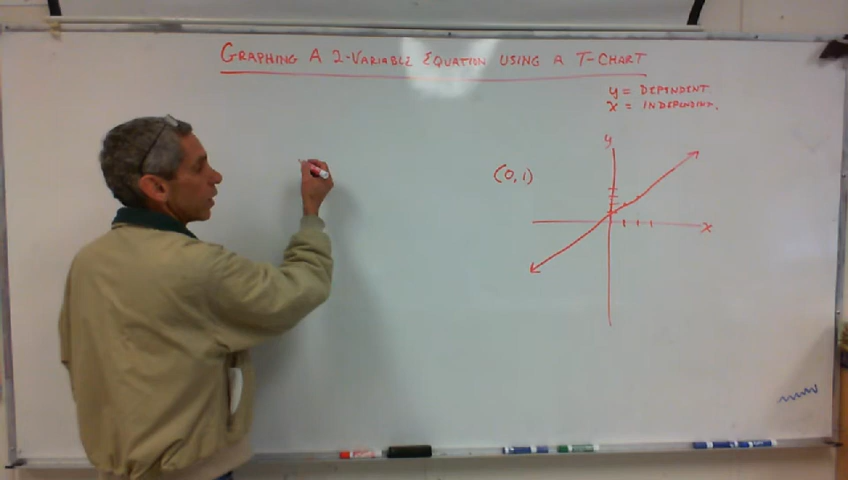 GRAPHING A 2-VARIABLE EQUATION USING A T-CHART
y = DEPENDENT.
x = INDEPENDENT.
y
(0,1)
x